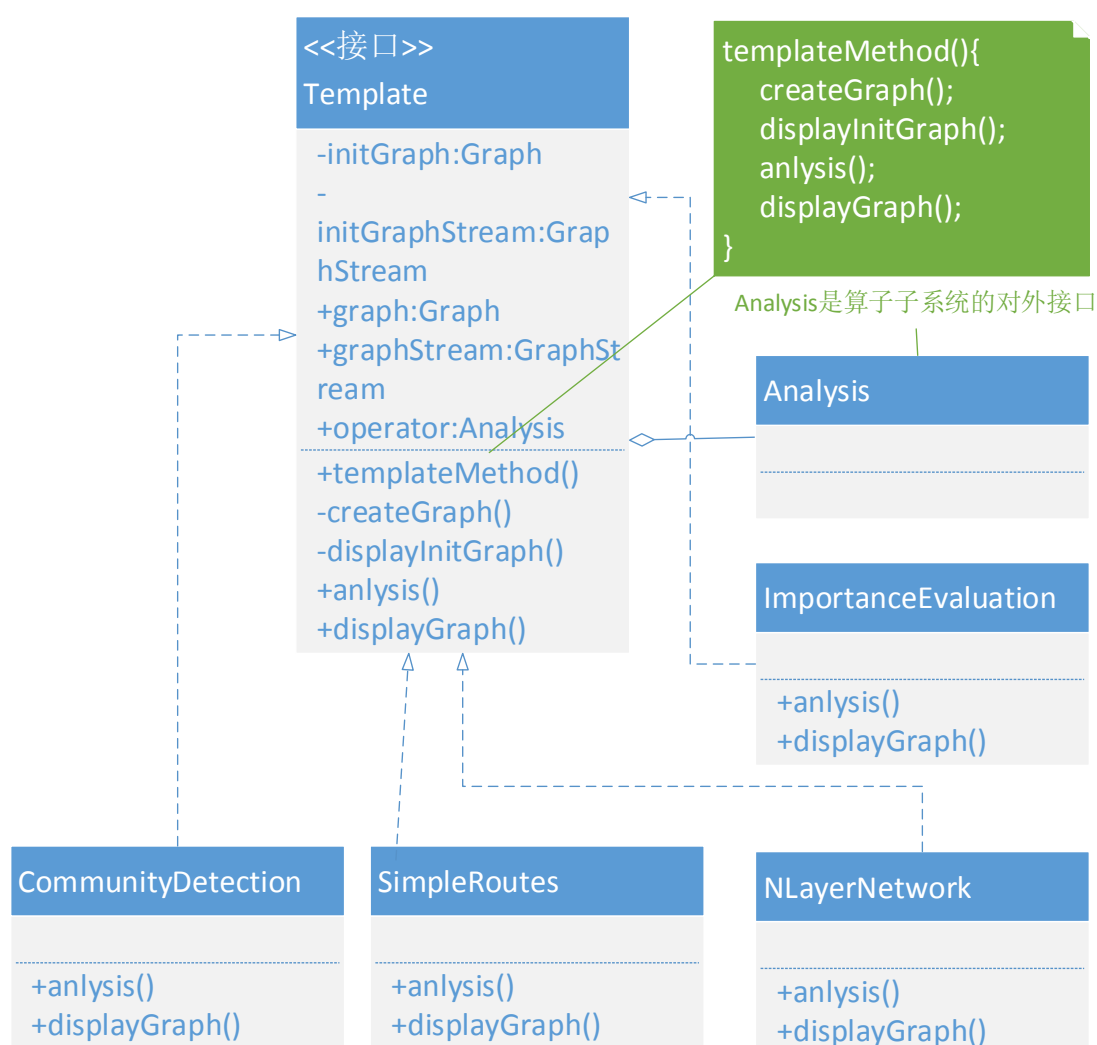 <<接口>>
Template
-initGraph:Graph
-
initGraphStream:Grap
hStream
+graph:Graph
+graphStream:GraphSt
ream
+operator:Analysis
+templateMethod()
-createGraph()
-displayInitGraph()
+anlysis()
+displayGraph()
templateMethod(){
createGraph();
displayInitGraph();
anlysis();
displayGraph();
}
Analysis是算子子系统的对外接口
Analysis
ImportanceEvaluation
+anlysis()
+displayGraph()
CommunityDetection
+anlysis()
+displayGraph()
SimpleRoutes
+anlysis()
+displayGraph()
NLayerNetwork
+anlysis()
+displayGraph()